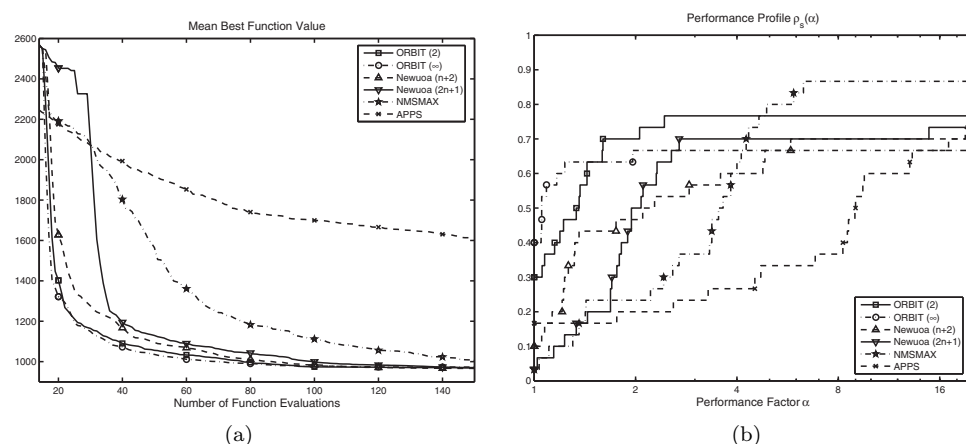 Mean Best Function Value
2600
2400
2200
2000
1800
1600
1400
1200
1000
20 40 60 80 100 120 140
Number of Function Evaluations
ORBIT (2)
ORBIT (∞)
Newuoa (n+2)
Newuoa (2n+1)
NMSMAX
APPS
(a)
Performance Profile ρs(α)
1
0.9
0.8
0.7
0.6
0.5
0.4
0.3
0.2
0.1
0
1 2 4 8 16
Performance Factor α
ORBIT (2)
ORBIT (∞)
Newuoa (n+2)
Newuoa (2n+1)
NMSMAX
APPS
(b)